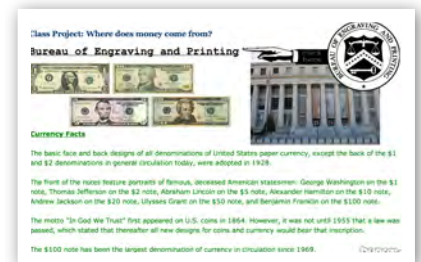 Class Project: Where does money come from?
Bureau of Engraving and Printing
BUREAU OF ENGRAVING AND PRINTING
Currency Facts
The basic face and back designs of all denominations of United States paper currency, except the back of the $1
and $2 denominations in general circulation today, were adopted in 1928.
The front of the notes feature portraits of famous, deceased American statesmen: George Washington on the $1
note, Thomas Jefferson on the $2 note, Abraham Lincoln on the $5 note, Alexander Hamilton on the $10 note,
Andrew Jackson on the $20 note, Ulysses Grant on the $50 note, and Benjamin Franklin on the $100 note.
The motto "In God We Trust" first appeared on U.S. coins in 1864. However, it was not until 1955 that a law was
passed, which stated that thereafter all new designs for coins and currency would bear that inscription.
The $100 note has been the largest denomination of currency in circulation since 1969.